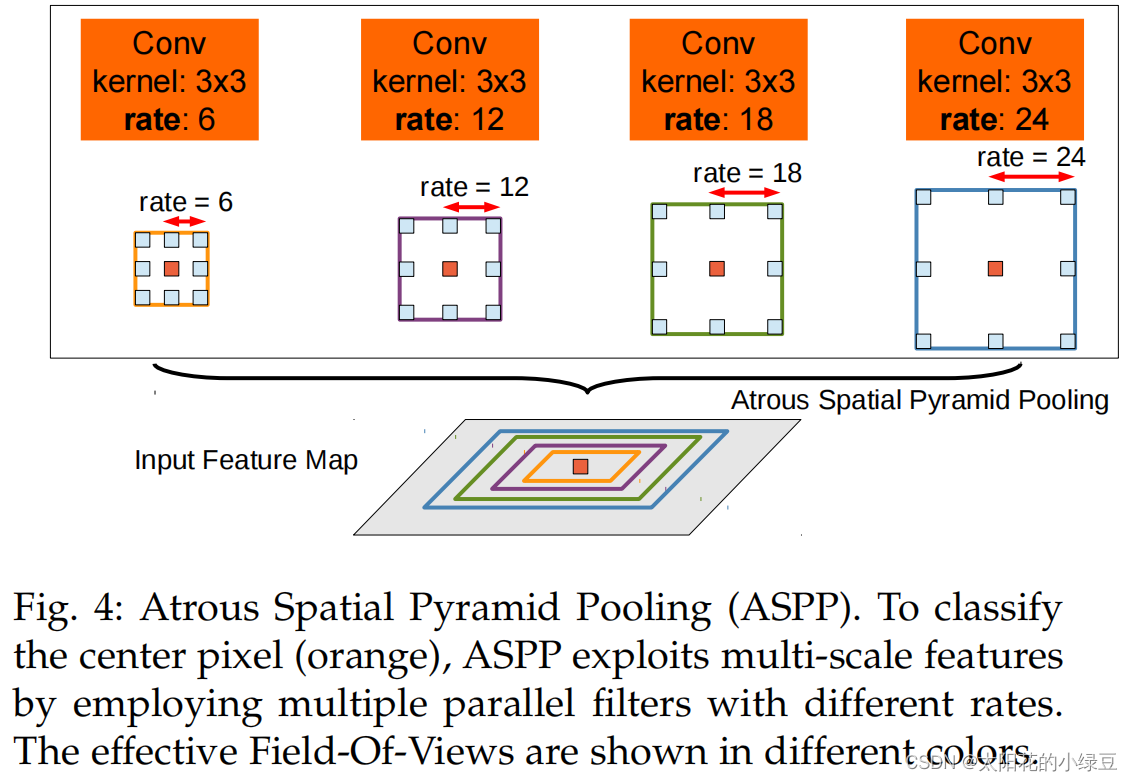 Conv
kernel: 3x3
rate: 6
Conv
kernel: 3x3
rate: 12
Conv
kernel: 3x3
rate: 18
Conv
kernel: 3x3
rate: 24
rate = 6
rate = 12
rate = 18
rate = 24
Atrous Spatial Pyramid Pooling
Input Feature Map
Fig. 4: Atrous Spatial Pyramid Pooling (ASPP). To classify
the center pixel (orange), ASPP exploits multi-scale features
by employing multiple parallel filters with different rates.
The effective Field-Of-Views are shown in different colors.
CSDN @太阳花的小绿豆